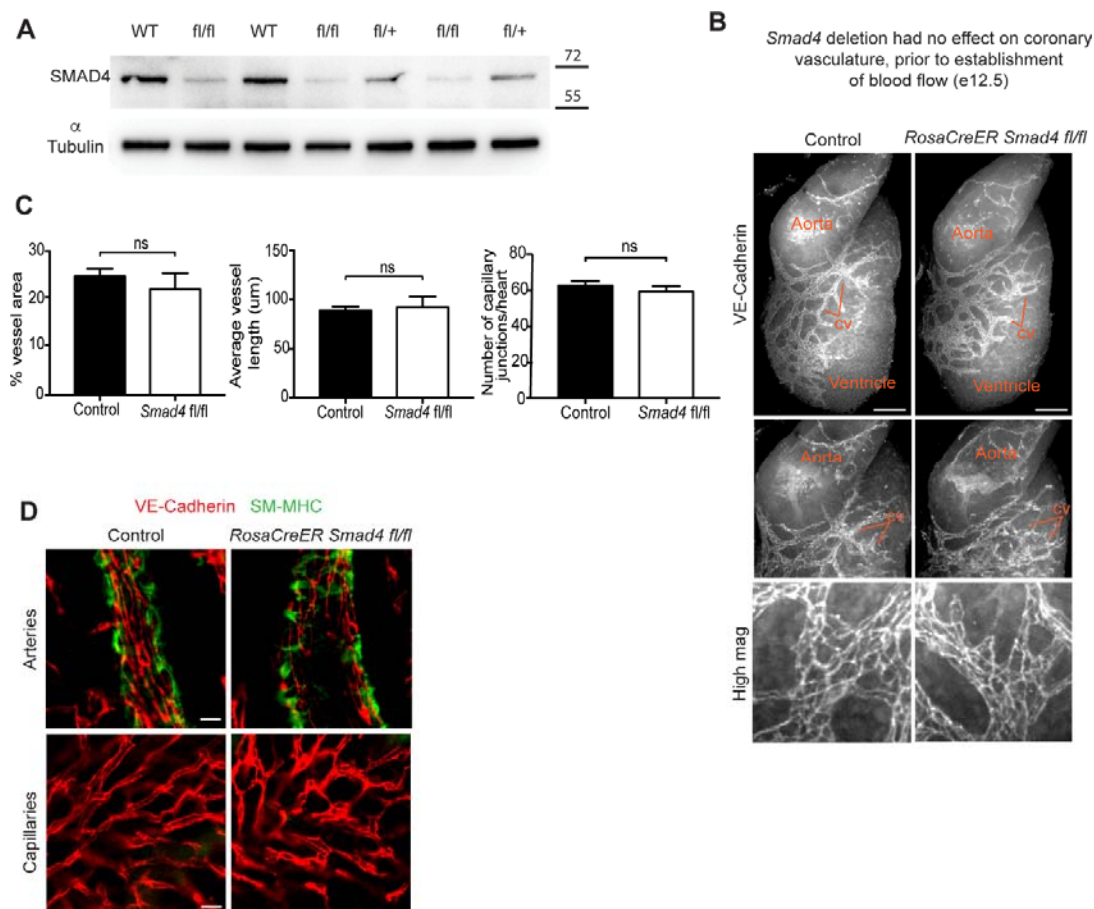 A
WT fl/fl WT fl/fl fl/+ fl/fl fl/+
SMAD4
72
55
α
Tubulin
B
Smad4 deletion had no effect on coronary
vasculature, prior to establishment
of blood flow (e12.5)
Control RosaCreER Smad4 fl/fl
VE-Cadherin
Aorta Aorta
cv cv
Ventricle Ventricle
Aorta Aorta
cv
High mag
C
% vessel area
30
20
10
0
ns
Control Smad4 fl/fl
Average vessel
length (um)
150
100
50
0
ns
Control Smad4 fl/fl
Number of capillary
junctions/heart
80
60
40
20
0
ns
Control Smad4 fl/fl
D
VE-Cadherin SM-MHC
Control RosaCreER Smad4 fl/fl
Arteries
Capillaries